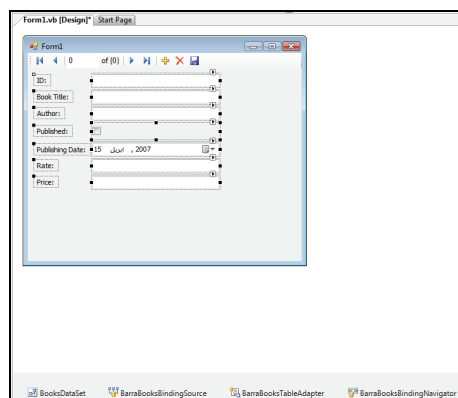 Form1.vb [Design]* Start Page
Form1
0 of {0}
ID:
Book Title:
Author:
Published:
Publishing Date: 15 ابريل , 2007
Rate:
Price:
BooksDataSet BarraBooksBindingSource BarraBooksTableAdapter BarraBooksBindingNavigator